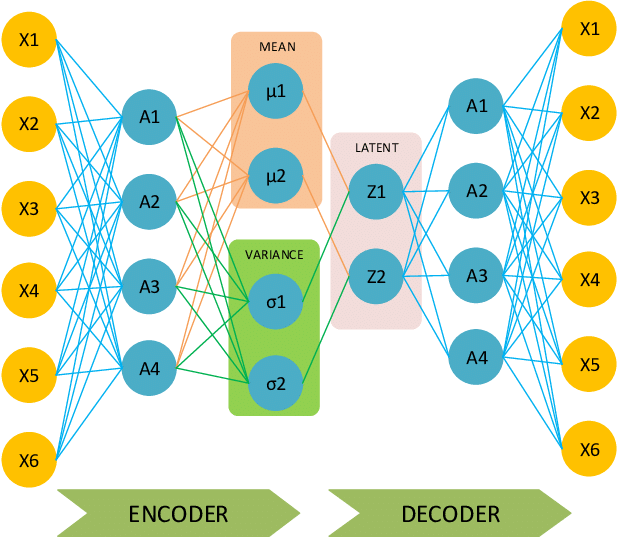 X1
X2
X3
X4
X5
X6
A1
A2
A3
A4
MEAN
μ1
μ2
VARIANCE
σ1
σ2
LATENT
Z1
Z2
A1
A2
A3
A4
X1
X2
X3
X4
X5
X6
ENCODER
DECODER